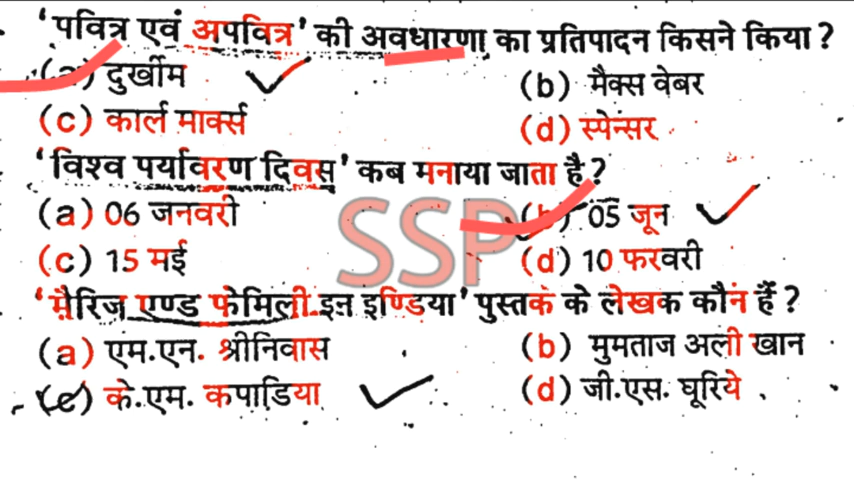 'पवित्र एवं अपवित्र' की अवधारणा का प्रतिपादन किसने किया?
(a) दुर्खीम (b) मैक्स वेबर
(c) कार्ल मार्क्स (d) स्पेन्सर
'विश्व पर्यावरण दिवस' कब मनाया जाता है?
(a) 06 जनवरी (b) 05 जून
(c) 15 मई (d) 10 फरवरी
SSP
'मैरिज एण्ड फेमिली इन इण्डिया' पुस्तक के लेखक कौन हैं?
(a) एम.एन. श्रीनिवास (b) मुमताज अली खान
(c) के.एम. कपाडिया (d) जी.एस. घूरिये